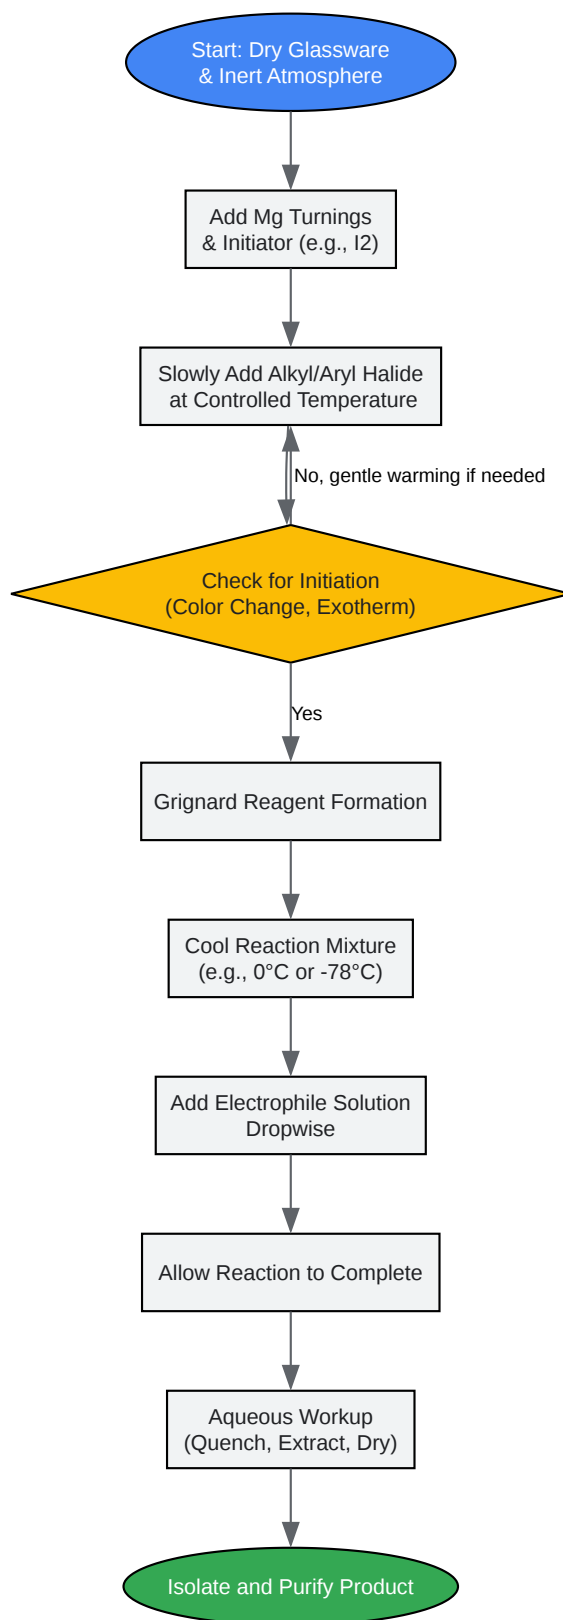 Start: Dry Glassware
& Inert Atmosphere
Add Mg Turnings
& Initiator (e.g., I2)
Slowly Add Alkyl/Aryl Halide
at Controlled Temperature
No, gentle warming if needed
Check for Initiation
(Color Change, Exotherm)
Yes
Grignard Reagent Formation
Cool Reaction Mixture
(e.g., 0°C or -78°C)
Add Electrophile Solution
Dropwise
Allow Reaction to Complete
Aqueous Workup
(Quench, Extract, Dry)
Isolate and Purify Product